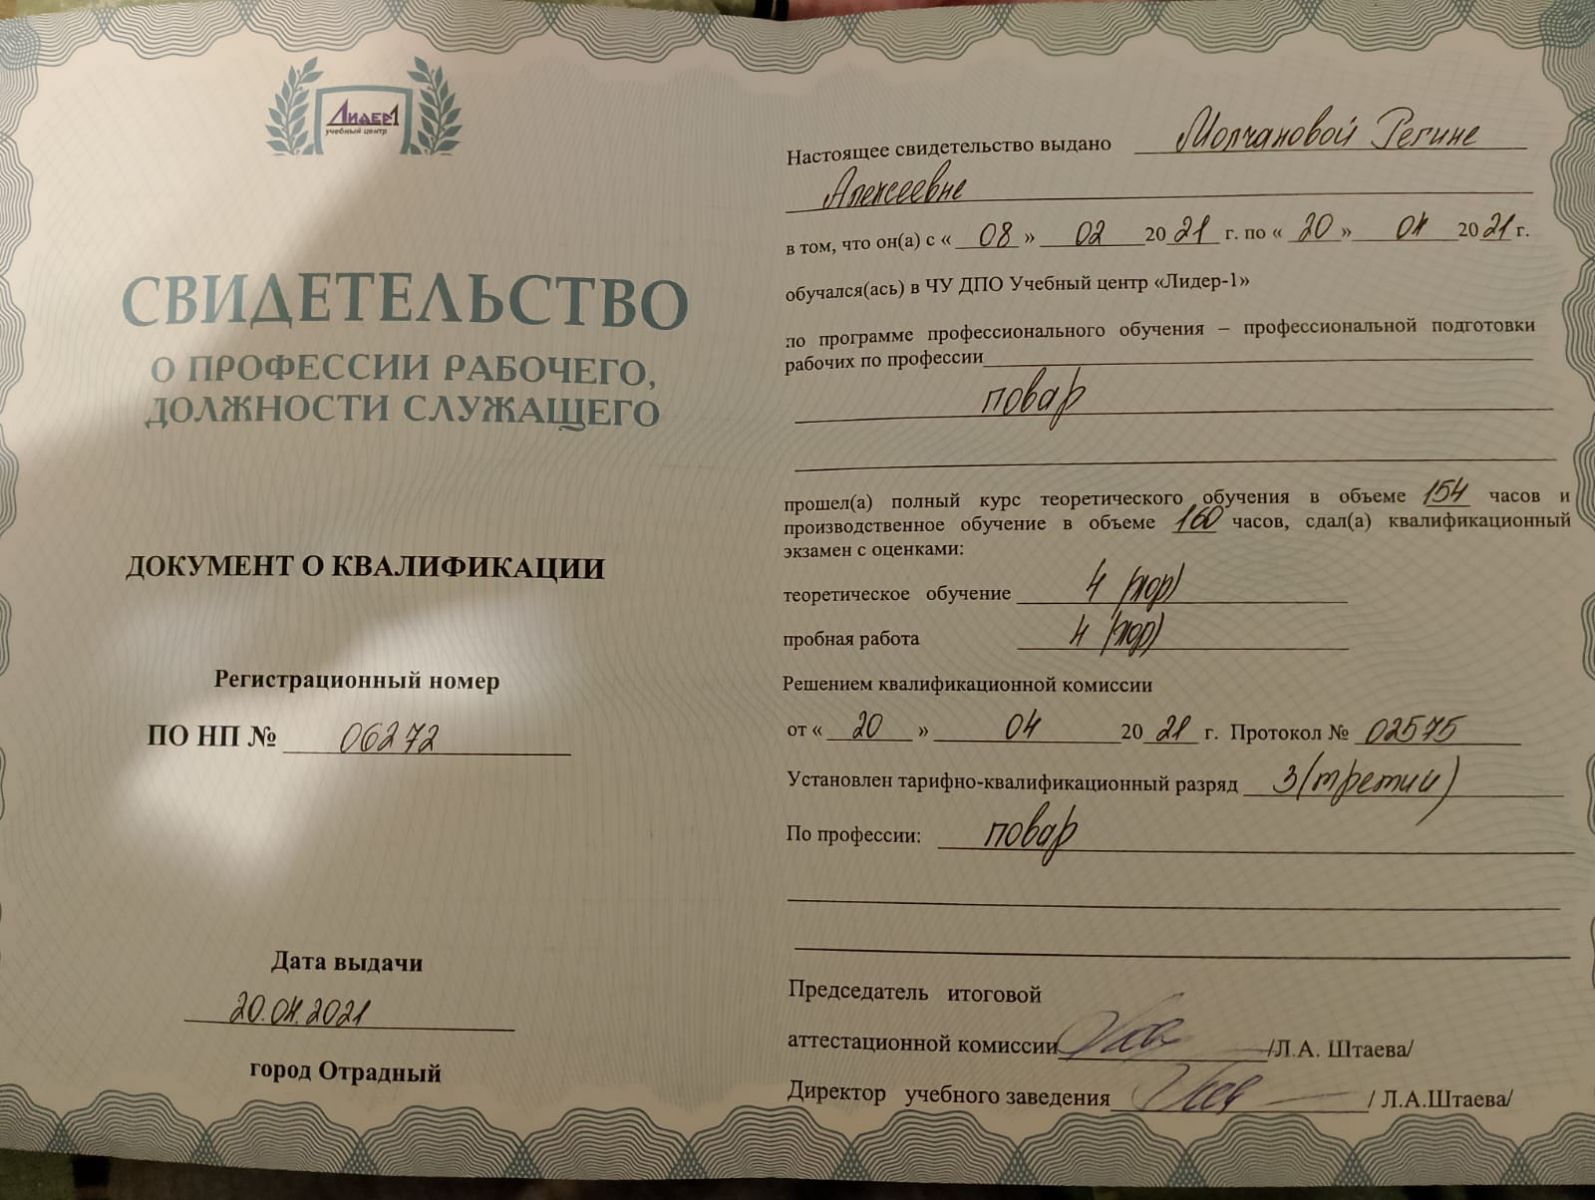 Лидер1
учебный центр
СВИДЕТЕЛЬСТВО
О ПРОФЕССИИ РАБОЧЕГО,
ДОЛЖНОСТИ СЛУЖАЩЕГО
ДОКУМЕНТ О КВАЛИФИКАЦИИ
Регистрационный номер
ПО НП № 06272
Дата выдачи
20.04.2021
город Отрадный
Настоящее свидетельство выдано Молчановой Регине
Алексеевне
в том, что он(а) с « 08 » 02 2021 г. по « 20 » 04 2021 г.
обучался(ась) в ЧУ ДПО Учебный центр «Лидер-1»
по программе профессионального обучения – профессиональной подготовки
рабочих по профессии
повар
прошел(а) полный курс теоретического обучения в объеме 154 часов и
производственное обучение в объеме 160 часов, сдал(а) квалификационный
экзамен с оценками:
теоретическое обучение 4 (хор)
пробная работа 4 (хор)
Решением квалификационной комиссии
от « 20 » 04 2021 г. Протокол № 02575
Установлен тарифно-квалификационный разряд 3(третий)
По профессии: повар
Председатель итоговой
аттестационной комиссии /Л.А. Штаева/
Директор учебного заведения / Л.А.Штаева/